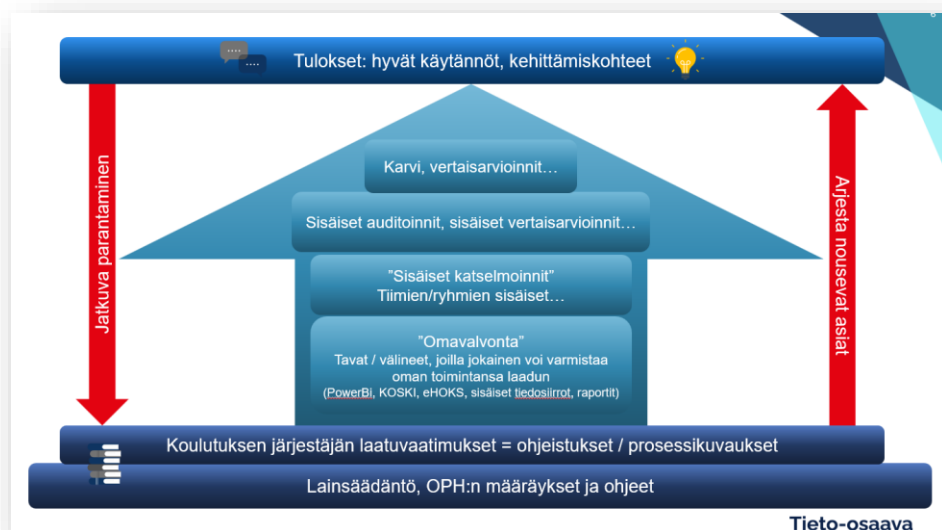 Tulokset: hyvät käytännöt, kehittämiskohteet
Jatkuva parantaminen
Karvi, vertaisarvioinnit…
Sisäiset auditoinnit, sisäiset vertaisarvioinnit…
”Sisäiset katselmoinnit”
Tiimien/ryhmien sisäiset…
”Omavalvonta”
Tavat / välineet, joilla jokainen voi varmistaa
oman toimintansa laadun
(PowerBi, KOSKI, eHOKS, sisäiset tiedosiirrot, raportit)
Arjesta nousevat asiat
Koulutuksen järjestäjän laatuvaatimukset = ohjeistukset / prosessikuvaukset
Lainsäädäntö, OPH:n määräykset ja ohjeet
Tieto-osaava